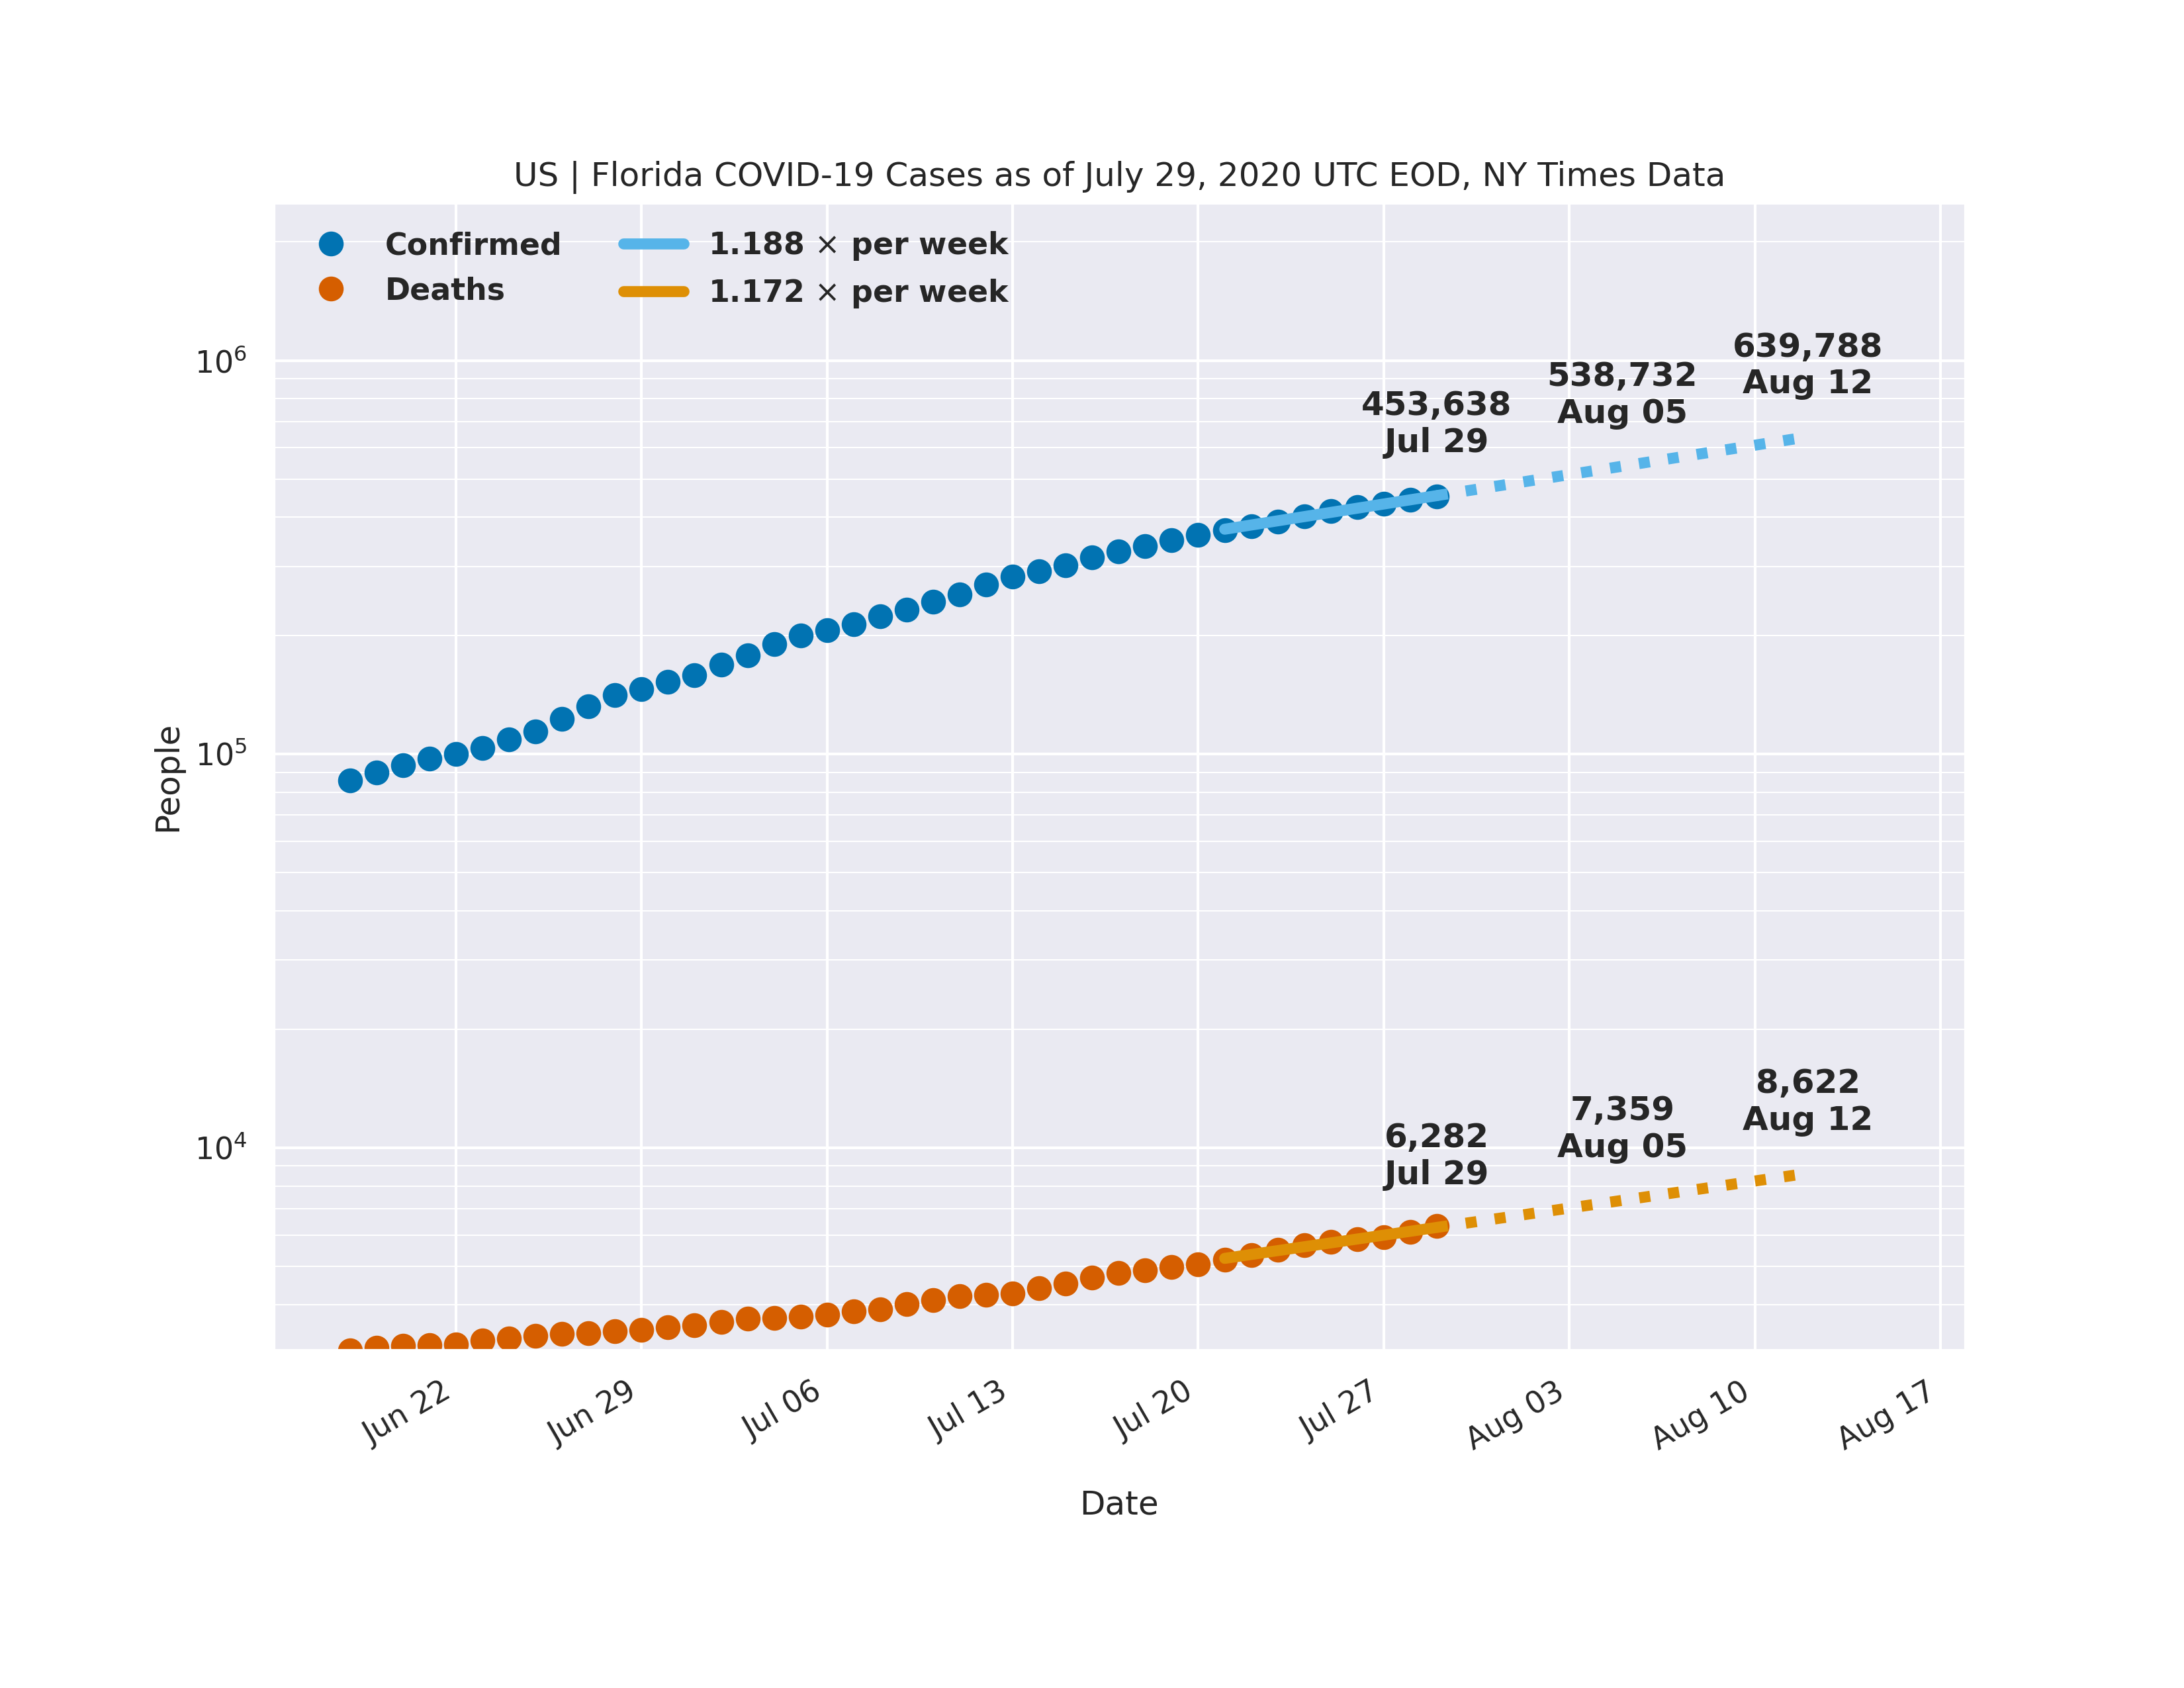 US | Florida COVID-19 Cases as of July 29, 2020 UTC EOD, NY Times Data
Confirmed
Deaths
1.188 × per week
1.172 × per week
639,788
Aug 12
538,732
Aug 05
453,638
Jul 29
8,622
Aug 12
7,359
Aug 05
6,282
Jul 29
People
10⁶
10⁵
10⁴
Jun 22
Jun 29
Jul 06
Jul 13
Jul 20
Jul 27
Aug 03
Aug 10
Aug 17
Date